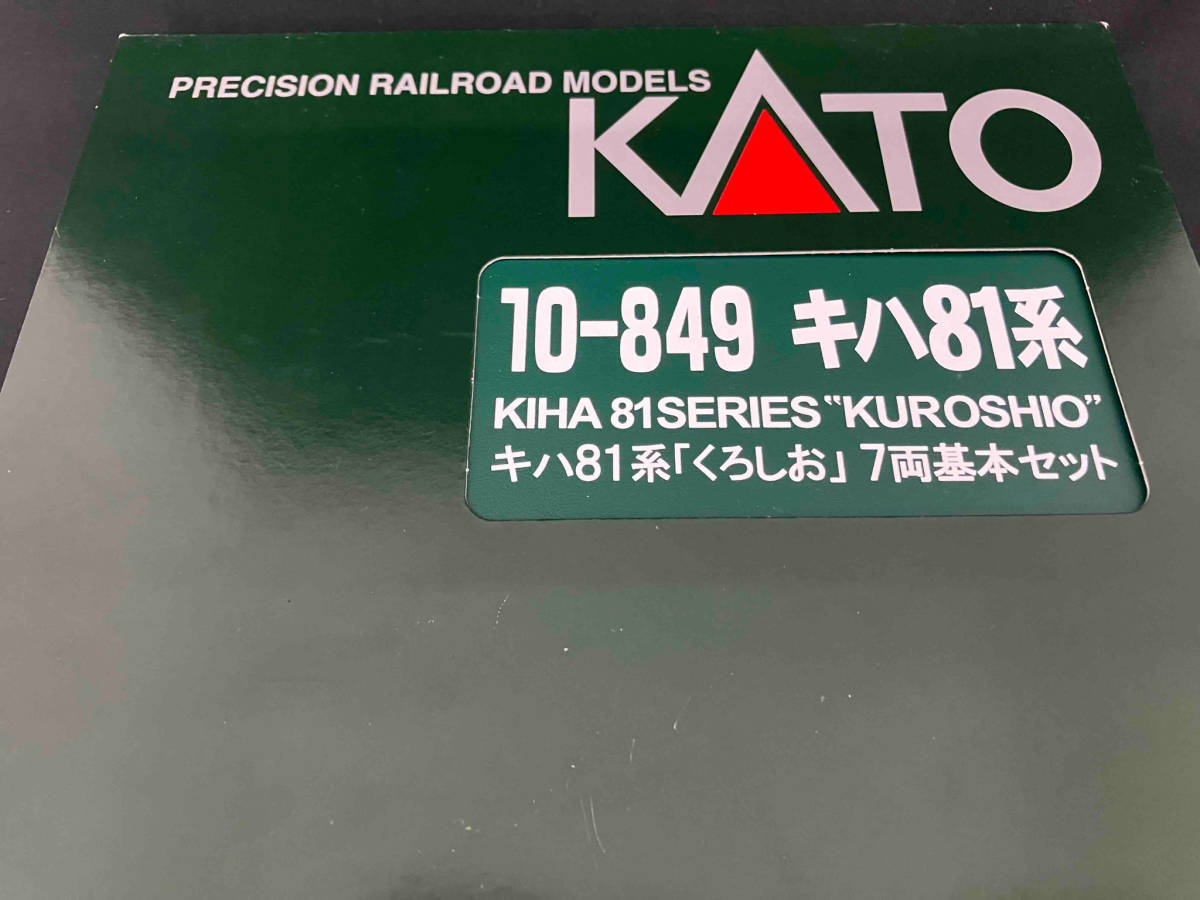 PRECISION RAILROAD MODELS
KATO
10-849 キハ81系
KIHA 81SERIES "KUROSHIO"
キハ81系「くろしお」7両基本セット